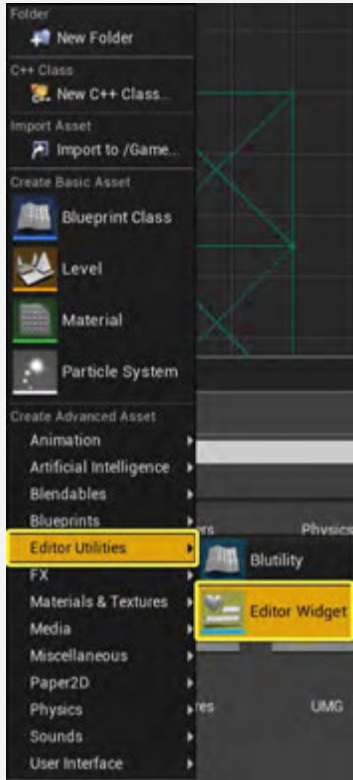 Folder
New Folder
C++ Class
New C++ Class...
Import Asset
Import to /Game...
Create Basic Asset
Blueprint Class
Level
Material
Particle System
Create Advanced Asset
Animation
Artificial Intelligence
Blendables
Blueprints
Physics
Editor Utilities
Blutility
FX
Editor Widget
Materials & Textures
Media
Miscellaneous
Paper2D
Physics
UMG
Sounds
User Interface